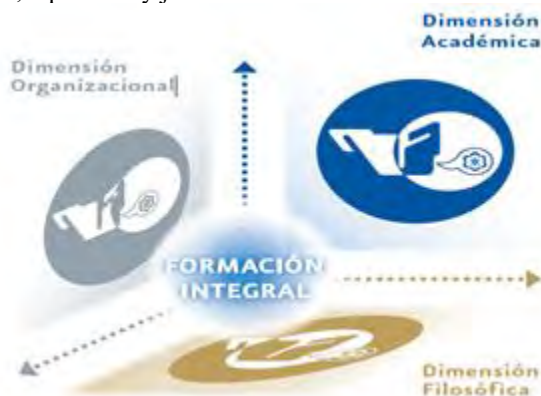 Dimensión
Académica
Dimensión
Organizacional
FORMACIÓN
INTEGRAL
Dimensión
Filosófica